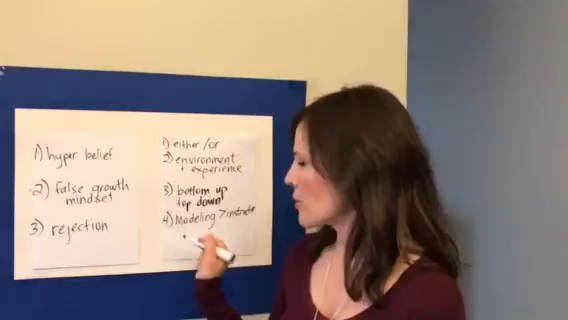 1) hyper belief
2) false growth
mindset
3) rejection
1) either/or
2) environment
+ experience
3) bottom up
top down
4) Modeling >